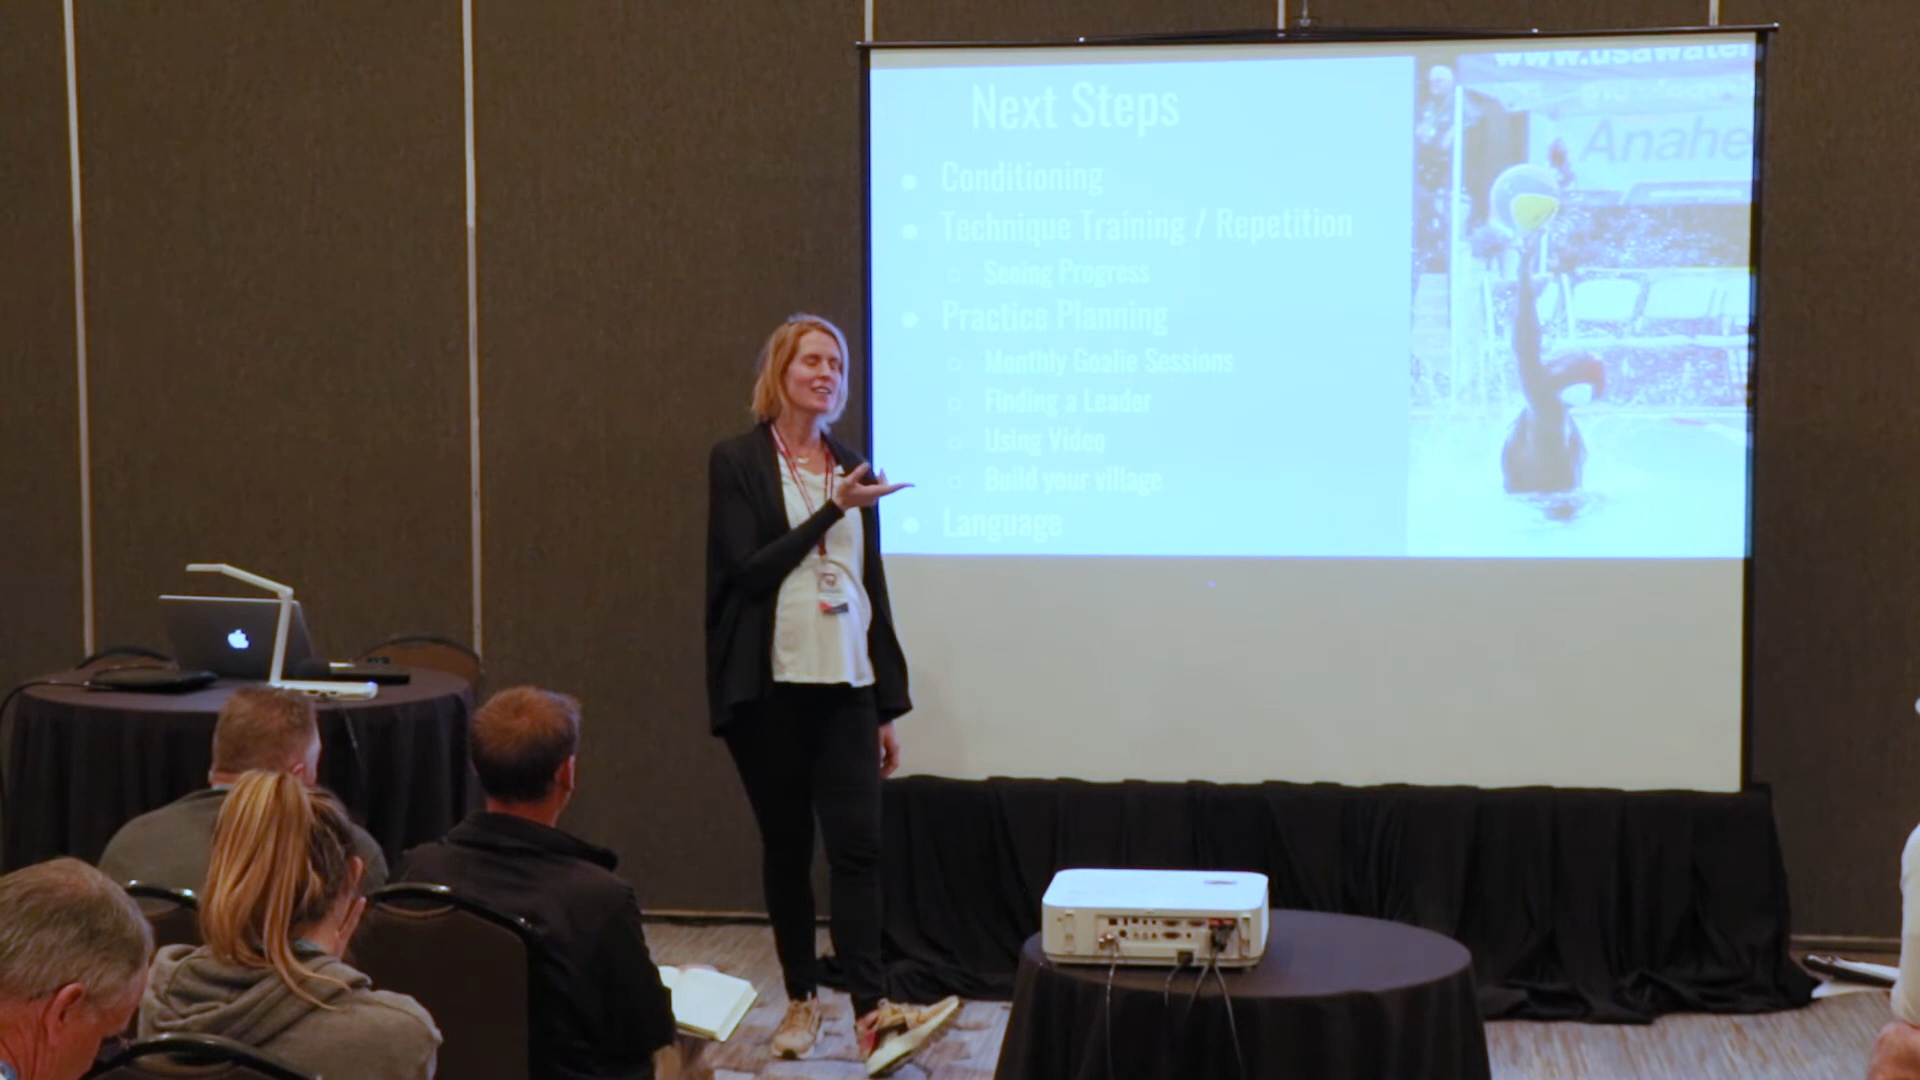 Next Steps
Conditioning
Technique Training / Repetition
Seeing Progress
Practice Planning
Monthly Goalie Sessions
Finding a Leader
Using Video
Build your village
Language
www.usawater
Anahe